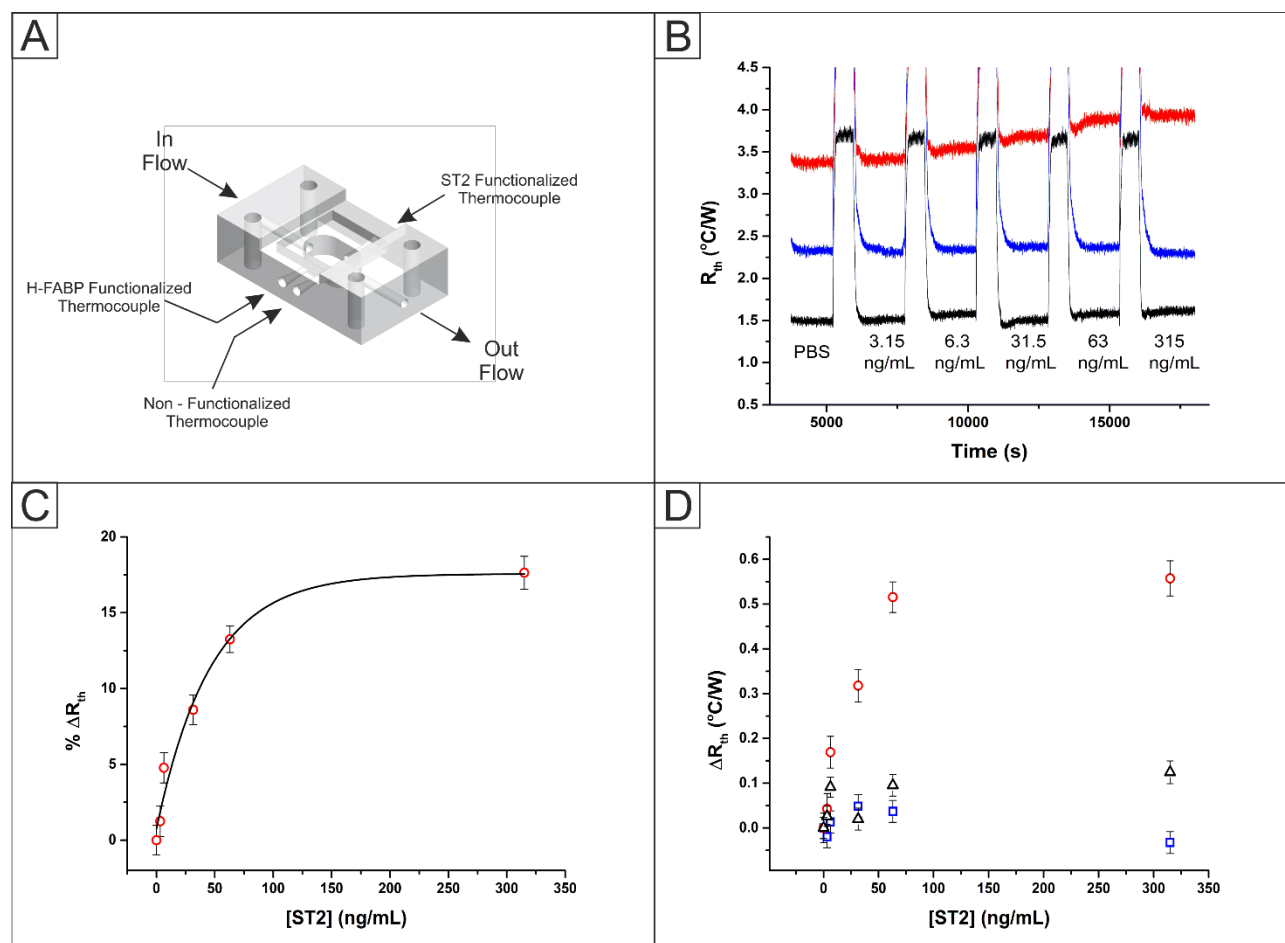 A
In
Flow
ST2 Functionalized
Thermocouple
H-FABP Functionalized
Thermocouple
Non - Functionalized
Thermocouple
Out
Flow
B
4.5
4.0
3.5
3.0
2.5
2.0
1.5
1.0
0.5
Rth (°C/W)
PBS
3.15
ng/mL
6.3
ng/mL
31.5
ng/mL
63
ng/mL
315
ng/mL
5000
10000
15000
Time (s)
C
20
15
10
5
0
% ΔRth
0
50
100
150
200
250
300
350
[ST2] (ng/mL)
D
0.6
0.5
0.4
0.3
0.2
0.1
0.0
ΔRth (°C/W)
0
50
100
150
200
250
300
350
[ST2] (ng/mL)